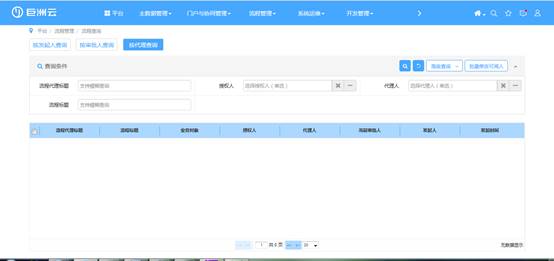 巨洲云 平台 主数据管理 门户与协同管理 流程管理 系统运维 开发管理
平台 / 流程管理 / 流程查询
按发起人查询 按审批人查询 按代理查询
查询条件 高级查询 批量修改可阅人
流程代理标题 支持模糊查询 授权人 选择授权人（单选） 代理人 选择代理人（单选）
流程标题 支持模糊查询
流程代理标题 流程标题 业务对象 授权人 代理人 当前审批人 发起人 发起时间
1 共 0 页 20 无数据显示